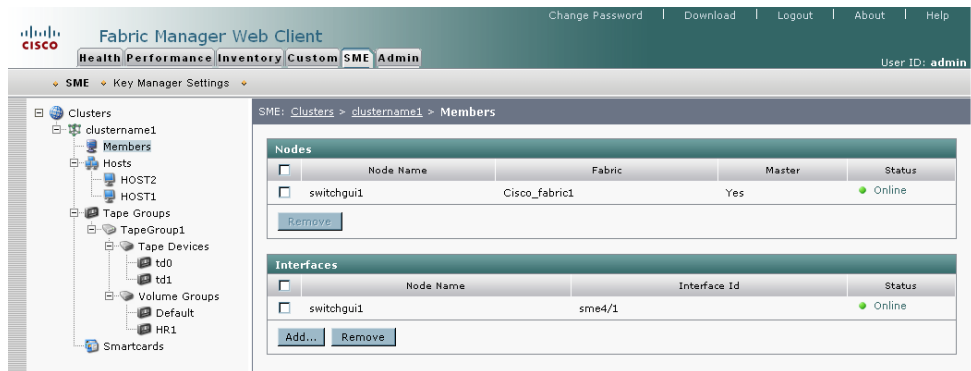 Change Password | Download | Logout | About | Help
CISCO
Fabric Manager Web Client
Health Performance Inventory Custom SME Admin
User ID: admin
SME Key Manager Settings
Clusters
clustername1
Members
Hosts
HOST2
HOST1
Tape Groups
TapeGroup1
Tape Devices
td0
td1
Volume Groups
Default
HR1
Smartcards
SME: Clusters > clustername1 > Members
Nodes
Node Name Fabric Master Status
switchgui1 Cisco_fabric1 Yes Online
Remove
Interfaces
Node Name Interface Id Status
switchgui1 sme4/1 Online
Add... Remove